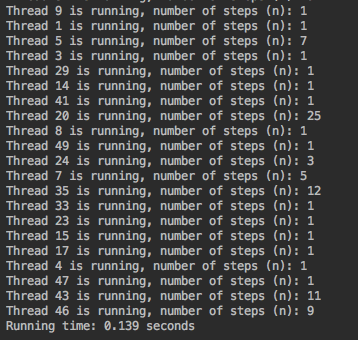 Thread 9 is running, number of steps (n): 1
Thread 1 is running, number of steps (n): 1
Thread 5 is running, number of steps (n): 7
Thread 3 is running, number of steps (n): 1
Thread 29 is running, number of steps (n): 1
Thread 14 is running, number of steps (n): 1
Thread 41 is running, number of steps (n): 1
Thread 20 is running, number of steps (n): 25
Thread 8 is running, number of steps (n): 1
Thread 49 is running, number of steps (n): 1
Thread 24 is running, number of steps (n): 3
Thread 7 is running, number of steps (n): 5
Thread 35 is running, number of steps (n): 12
Thread 33 is running, number of steps (n): 1
Thread 23 is running, number of steps (n): 1
Thread 15 is running, number of steps (n): 1
Thread 17 is running, number of steps (n): 1
Thread 4 is running, number of steps (n): 1
Thread 47 is running, number of steps (n): 1
Thread 43 is running, number of steps (n): 11
Thread 46 is running, number of steps (n): 9
Running time: 0.139 seconds